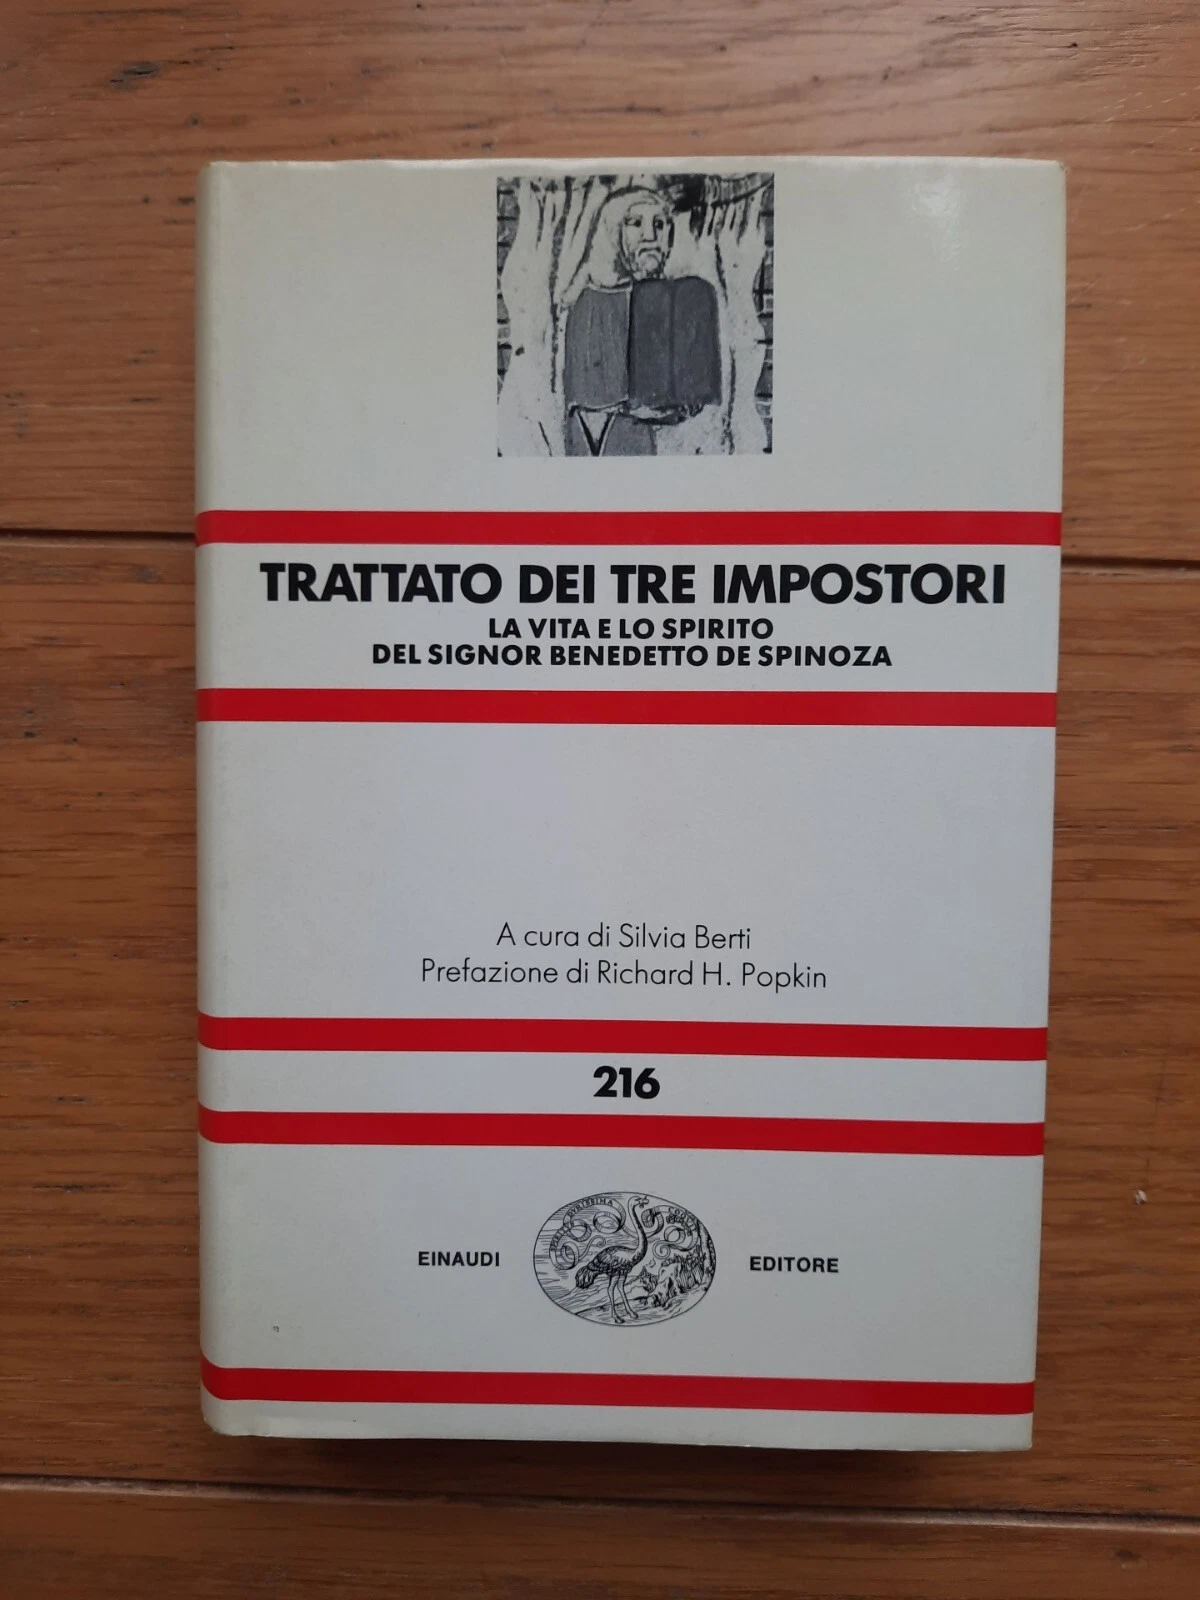 TRATTATO DEI TRE IMPOSTORI
LA VITA E LO SPIRITO
DEL SIGNOR BENEDETTO DE SPINOZA
A cura di Silvia Berti
Prefazione di Richard H. Popkin
216
EINAUDI
EDITORE